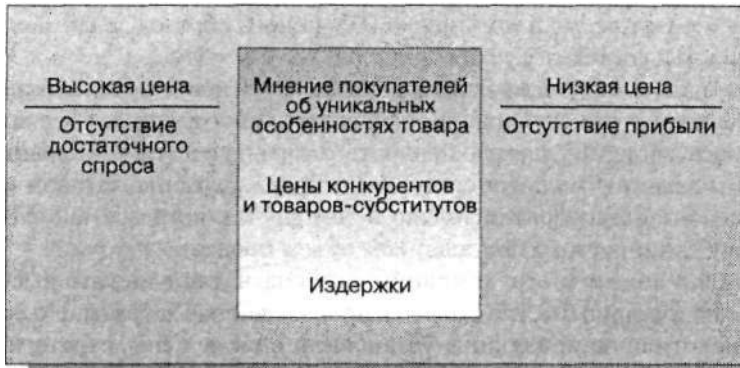 Высокая цена
Отсутствие
достаточного
спроса
Мнение покупателей
об уникальных
особенностях товара
Цены конкурентов
и товаров-субститутов
Издержки
Низкая цена
Отсутствие прибыли